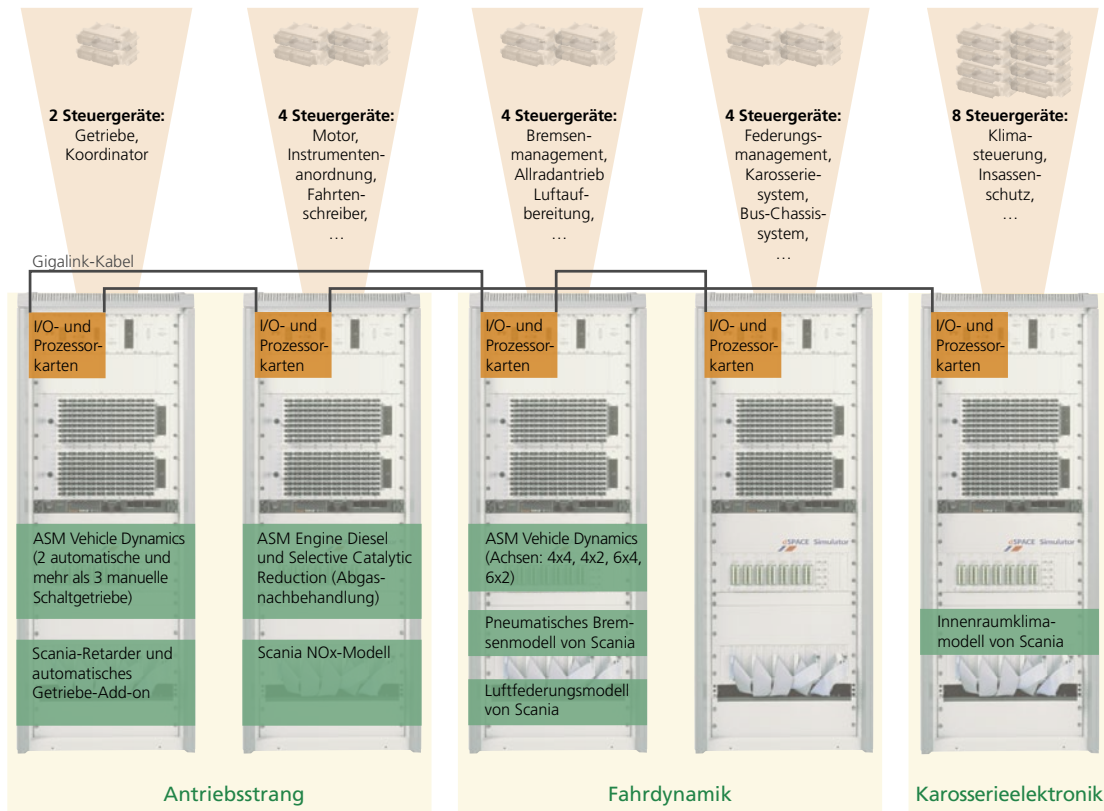 2 Steuergeräte:
Getriebe,
Koordinator
4 Steuergeräte:
Motor,
Instrumenten-
anordnung,
Fahrten-
schreiber,
…
4 Steuergeräte:
Bremsen-
management,
Allradantrieb
Luftauf-
bereitung,
…
4 Steuergeräte:
Federungs-
management,
Karosserie-
system,
Bus-Chassis-
system,
…
8 Steuergeräte:
Klima-
steuerung,
Insassen-
schutz,
…
Gigalink-Kabel
I/O- und
Prozessor-
karten
I/O- und
Prozessor-
karten
I/O- und
Prozessor-
karten
I/O- und
Prozessor-
karten
I/O- und
Prozessor-
karten
ASM Vehicle Dynamics
(2 automatische und
mehr als 3 manuelle
Schaltgetriebe)
Scania-Retarder und
automatisches
Getriebe-Add-on
ASM Engine Diesel
und Selective Catalytic
Reduction (Abgas-
nachbehandlung)
Scania NOx-Modell
ASM Vehicle Dynamics
(Achsen: 4x4, 4x2, 6x4,
6x2)
Pneumatisches Brem-
senmodell von Scania
Luftfederungsmodell
von Scania
dSPACE Simulator
dSPACE Simulator
Innenraumklima-
modell von Scania
Antriebsstrang
Fahrdynamik
Karosserieelektronik